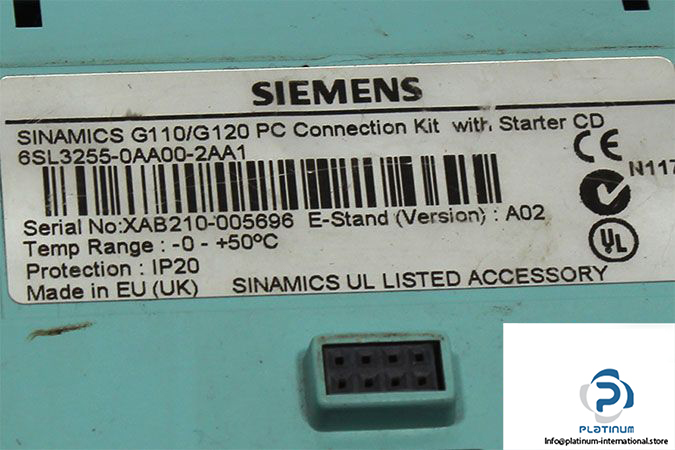 SIEMENS
SINAMICS G110/G120 PC Connection Kit with Starter CD
6SL3255-0AA00-2AA1
CE
N117
Serial No:XAB210-005696 E-Stand (Version) : A02
UL
Temp Range : -0 - +50ºC
Protection : IP20
Made in EU (UK) SINAMICS UL LISTED ACCESSORY
PLATINUM
Info@platinum-international.store